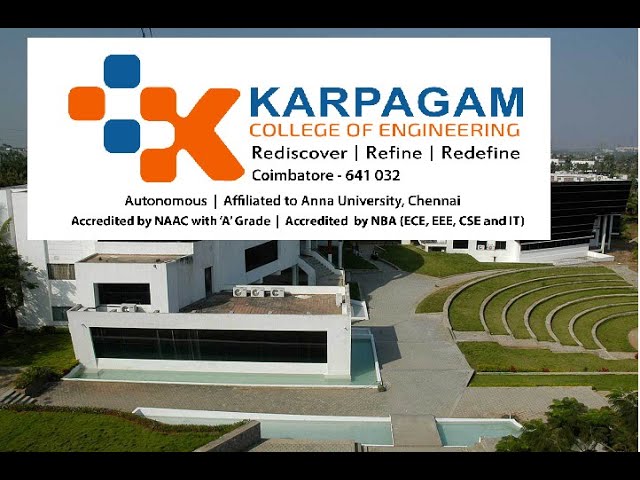 KARPAGAM
COLLEGE OF ENGINEERING
Rediscover | Refine | Redefine
Coimbatore - 641 032
Autonomous | Affiliated to Anna University, Chennai
Accredited by NAAC with ‘A’ Grade | Accredited by NBA (ECE, EEE, CSE and IT)